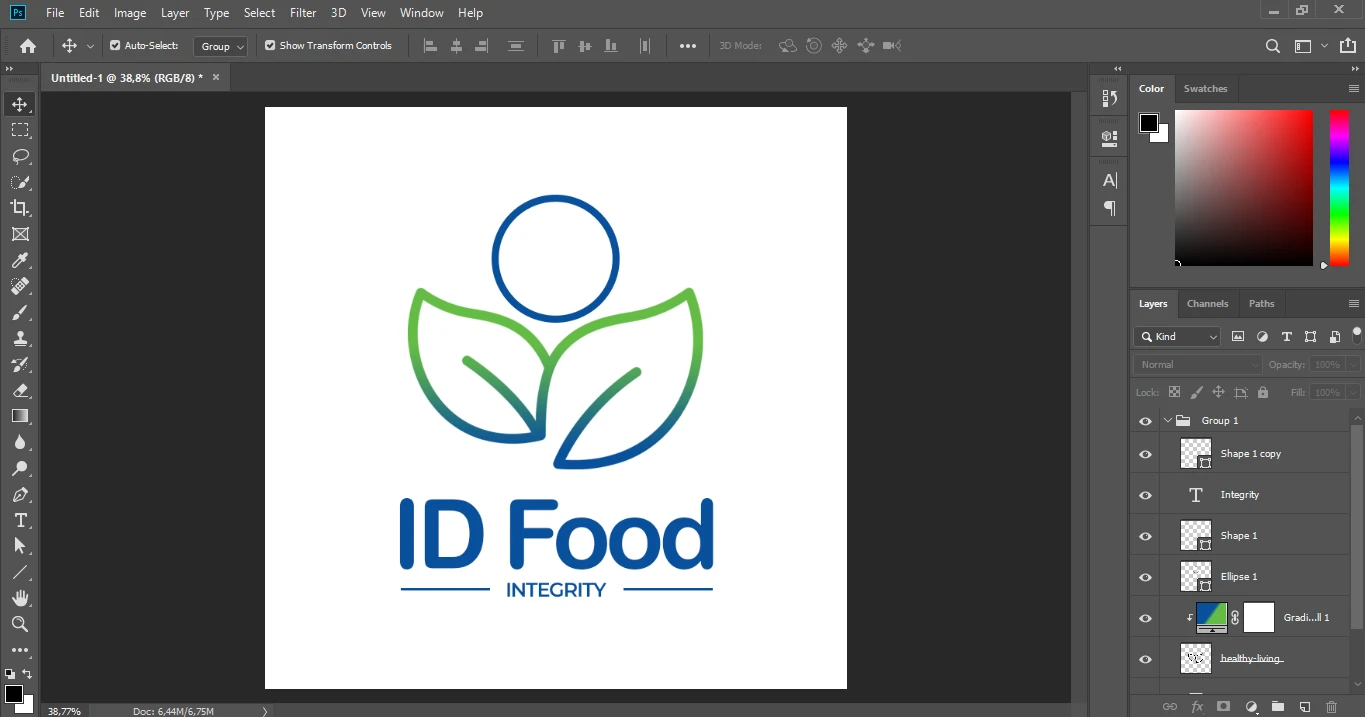 Ps File Edit Image Layer Type Select Filter 3D View Window Help
Auto-Select: Group Show Transform Controls 3D Mode:
Untitled-1 @ 38,8% (RGB/8) * ×
Color Swatches
ID Food
INTEGRITY
Layers Channels Paths
Kind
Normal Opacity: 100%
Lock: Fill: 100%
Group 1
Shape 1 copy
Integrity
Shape 1
Ellipse 1
Gradi...ll 1
healthy-living_
38,77% Doc: 6,44M/6,75M